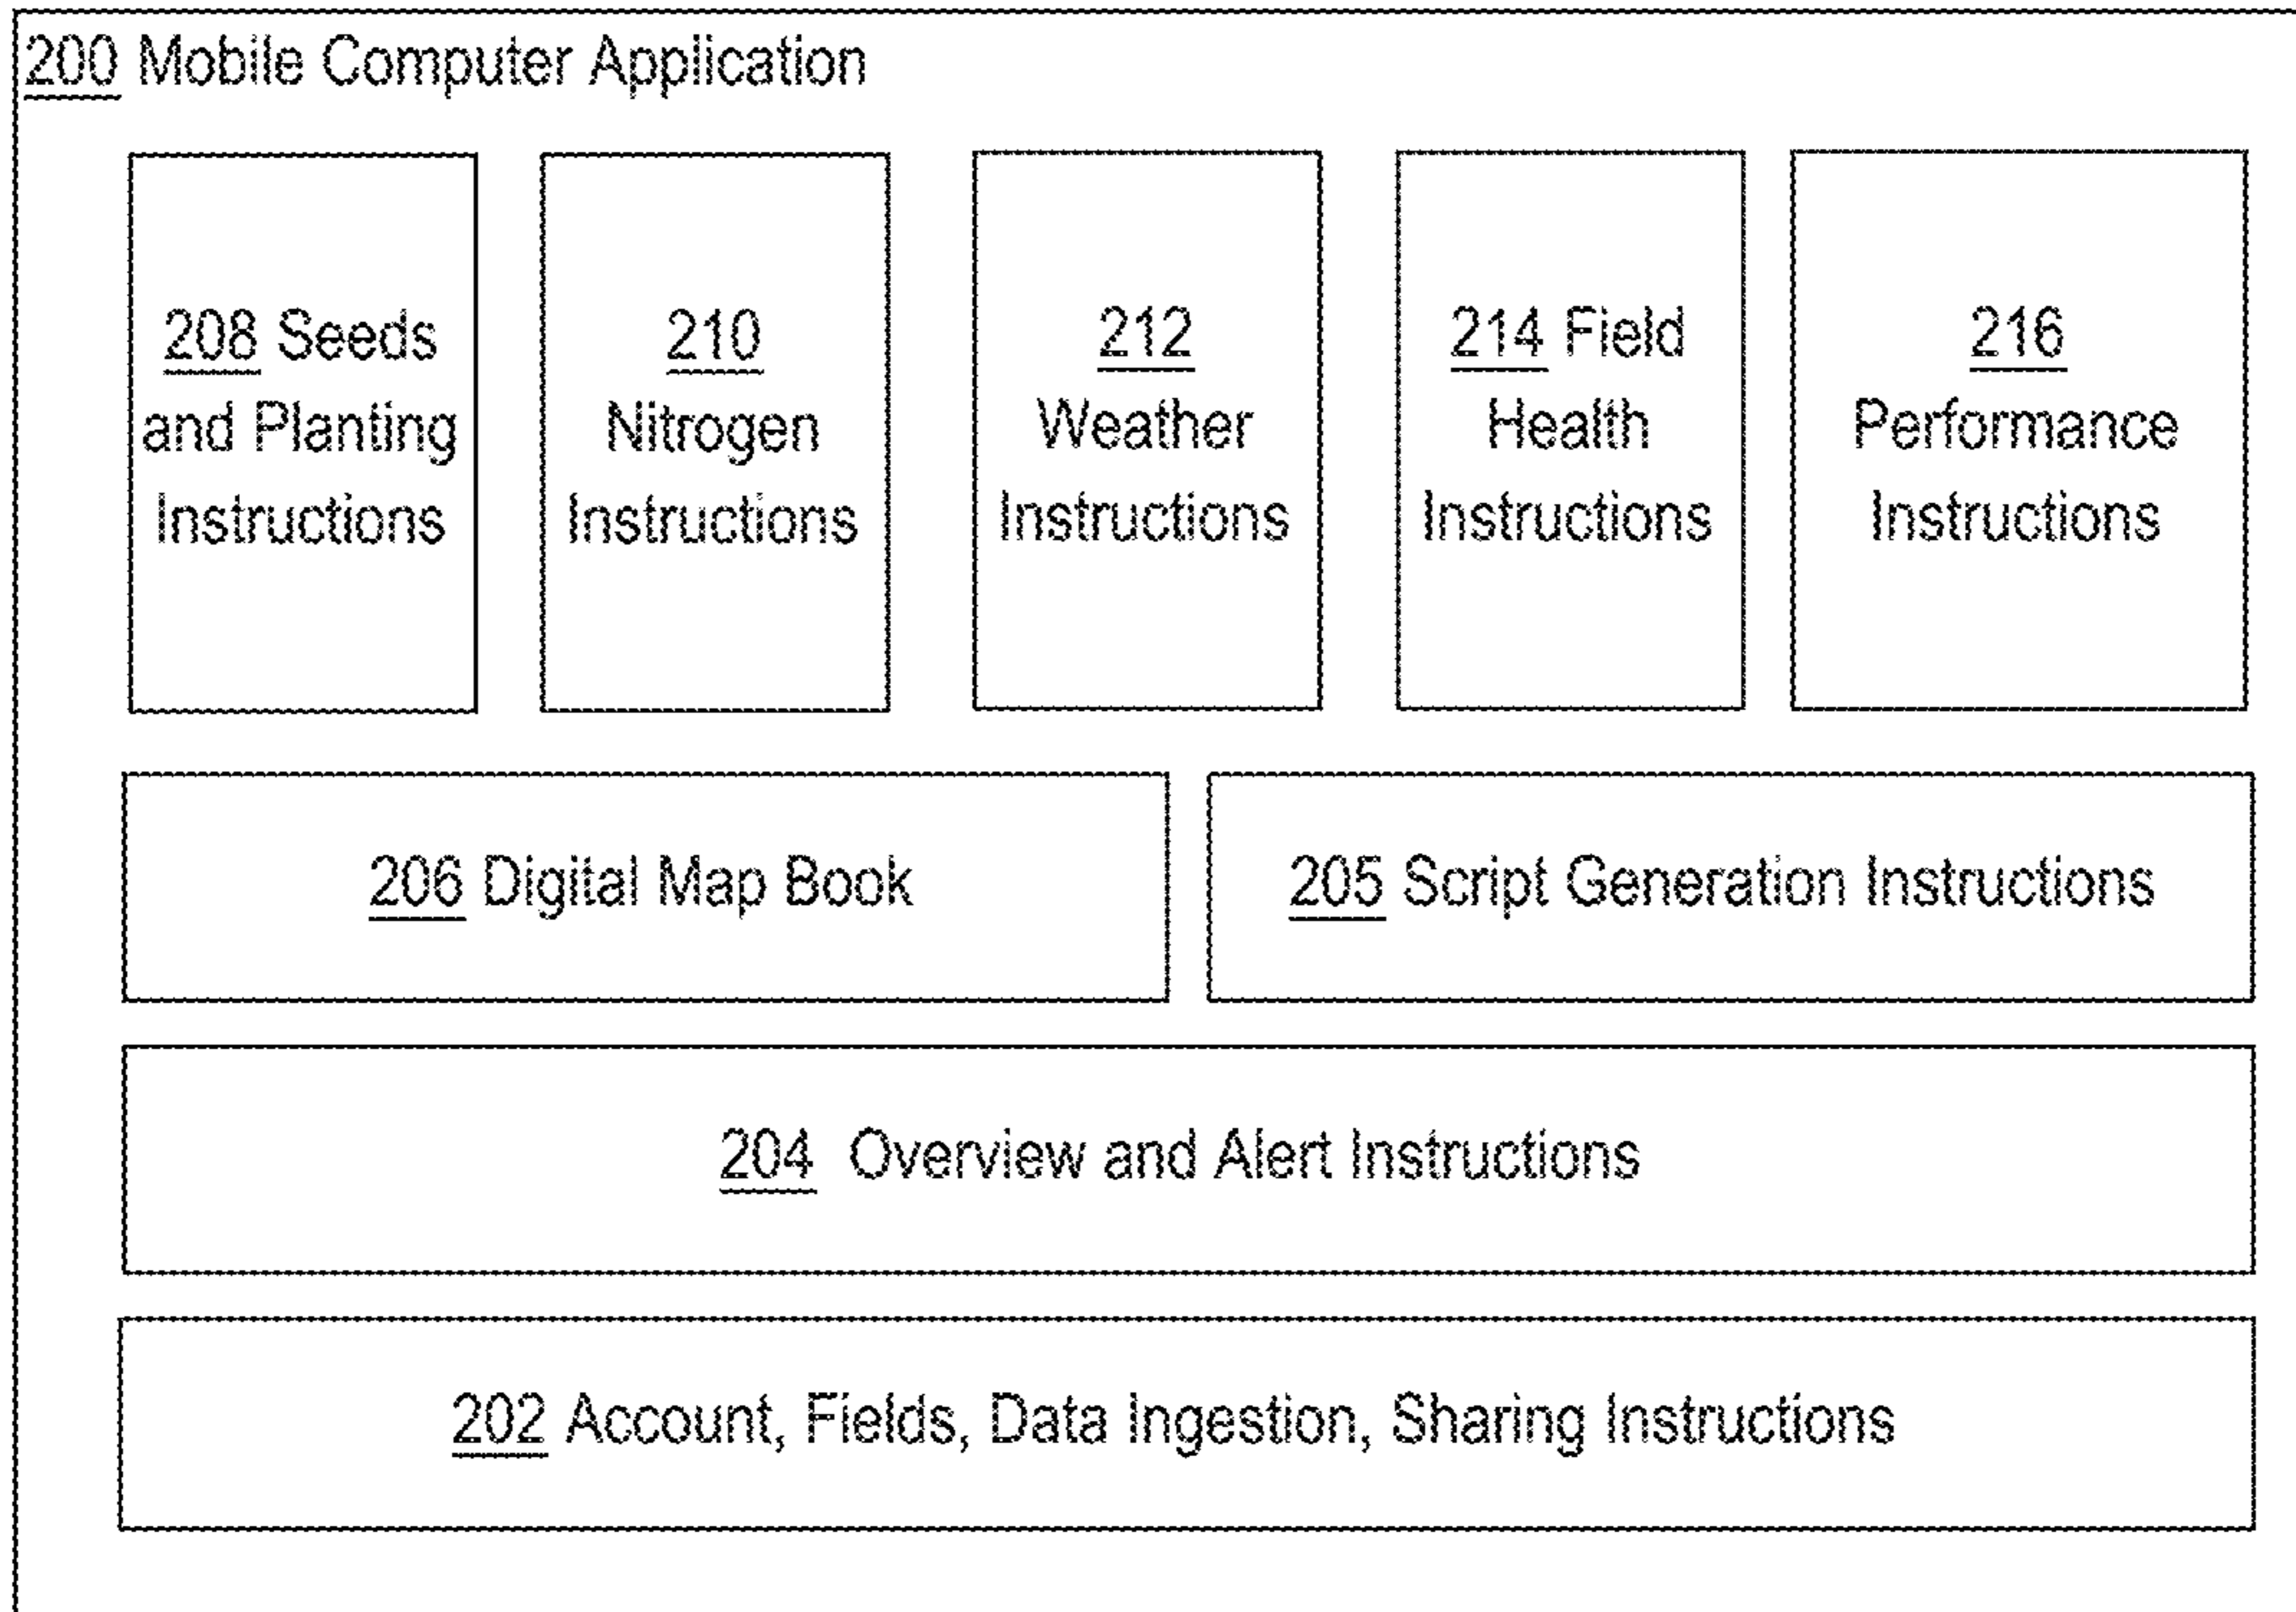 200 Mobile Computer Application
208 Seeds
and Planting
Instructions
210
Nitrogen
Instructions
212
Weather
Instructions
214 Field
Health
Instructions
216
Performance
Instructions
206 Digital Map Book
205 Script Generation Instructions
204 Overview and Alert Instructions
202 Account, Fields, Data Ingestion, Sharing Instructions